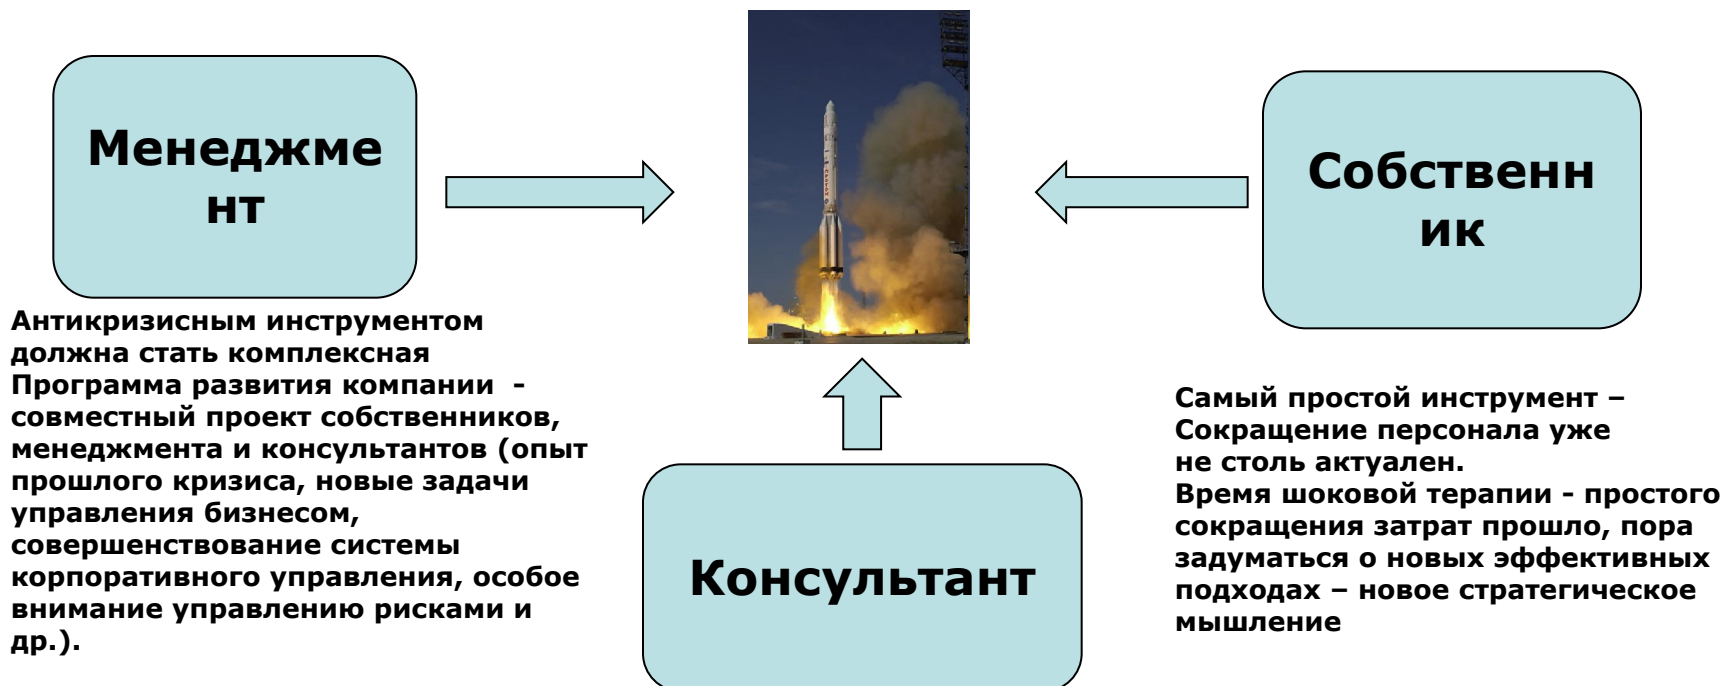 Менеджме
нт
Собственн
ик
Антикризисным инструментом
должна стать комплексная
Программа развития компании  -
совместный проект собственников,
менеджмента и консультантов (опыт
прошлого кризиса, новые задачи
управления бизнесом,
совершенствование системы
корпоративного управления, особое
внимание управлению рисками и
др.).
Консультант
Самый простой инструмент –
Сокращение персонала уже
не столь актуален.
Время шоковой терапии - простого
сокращения затрат прошло, пора
задуматься о новых эффективных
подходах – новое стратегическое
мышление